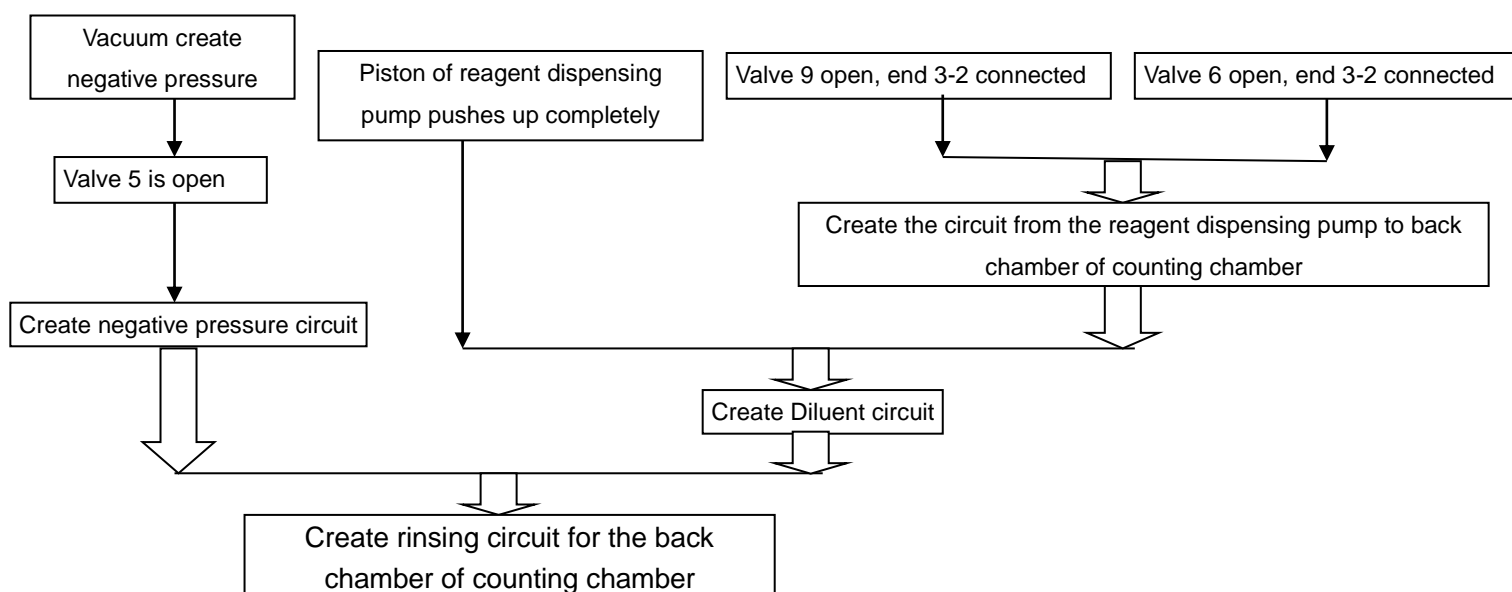 Vacuum create
negative pressure
Piston of reagent dispensing
pump pushes up completely
Valve 9 open, end 3-2 connected
Valve 6 open, end 3-2 connected
Valve 5 is open
Create the circuit from the reagent dispensing pump to back
chamber of counting chamber
Create negative pressure circuit
Create Diluent circuit
Create rinsing circuit for the back
chamber of counting chamber